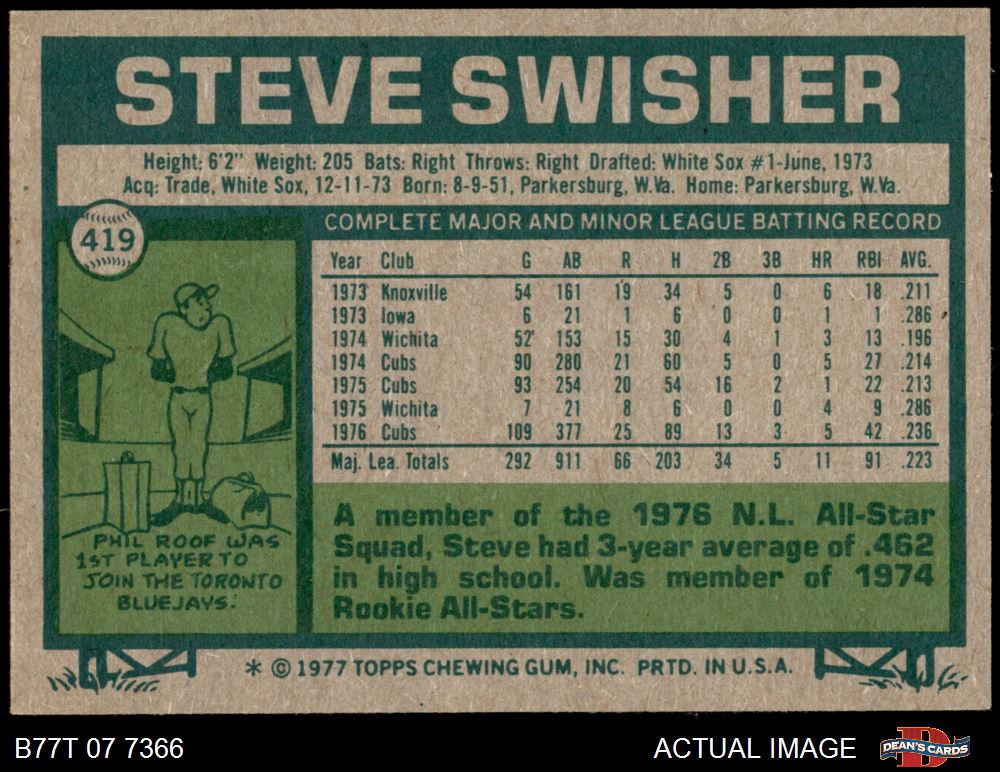 STEVE SWISHER
Height: 6'2" Weight: 205 Bats: Right Throws: Right Drafted: White Sox #1-June, 1973
Acq: Trade, White Sox, 12-11-73 Born: 8-9-51, Parkersburg, W.Va. Home: Parkersburg, W.Va.
419
COMPLETE MAJOR AND MINOR LEAGUE BATTING RECORD
Year Club G AB R H 2B 3B HR RBI AVG.
1973 Knoxville 54 161 19 34 5 0 6 18 .211
1973 Iowa 6 21 1 6 0 0 1 1 .286
1974 Wichita 52 153 15 30 4 1 3 13 .196
1974 Cubs 90 280 21 60 5 0 5 27 .214
1975 Cubs 93 254 20 54 16 2 1 22 .213
1975 Wichita 7 21 8 6 0 0 4 9 .286
1976 Cubs 109 377 25 89 13 3 5 42 .236
Maj. Lea. Totals 292 911 66 203 34 5 11 91 .223
PHIL ROOF WAS
1ST PLAYER TO
JOIN THE TORONTO
BLUEJAYS.
A member of the 1976 N.L. All-Star
Squad, Steve had 3-year average of .462
in high school. Was member of 1974
Rookie All-Stars.
* © 1977 TOPPS CHEWING GUM, INC. PRTD. IN U.S.A.
B77T 07 7366
ACTUAL IMAGE
DEAN'S CARDS